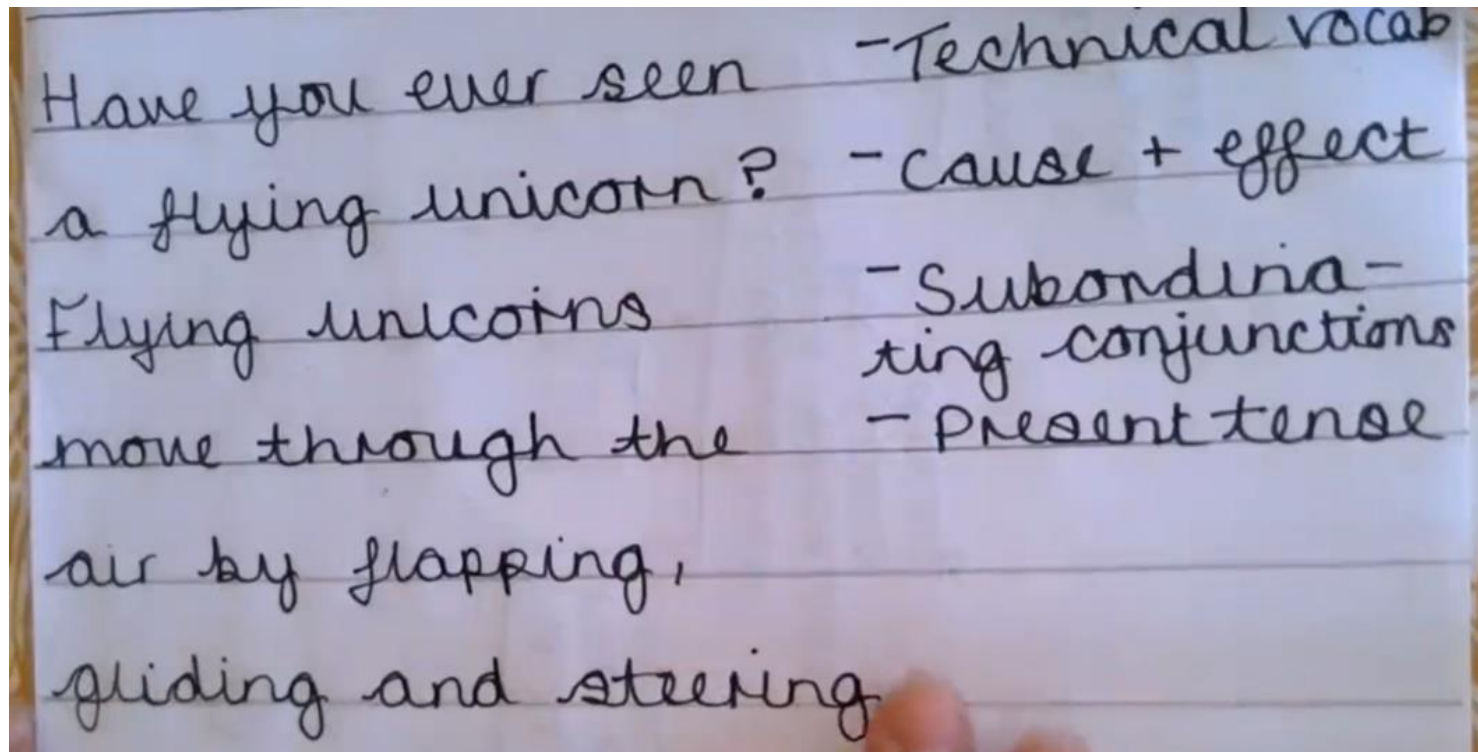 Have you ever seen
a flying unicorn?
Flying unicorns
move through the
air by flapping,
gliding and steering
-Technical vocab
-cause + effect
-Subondina-
ting conjunctions
-Present tense